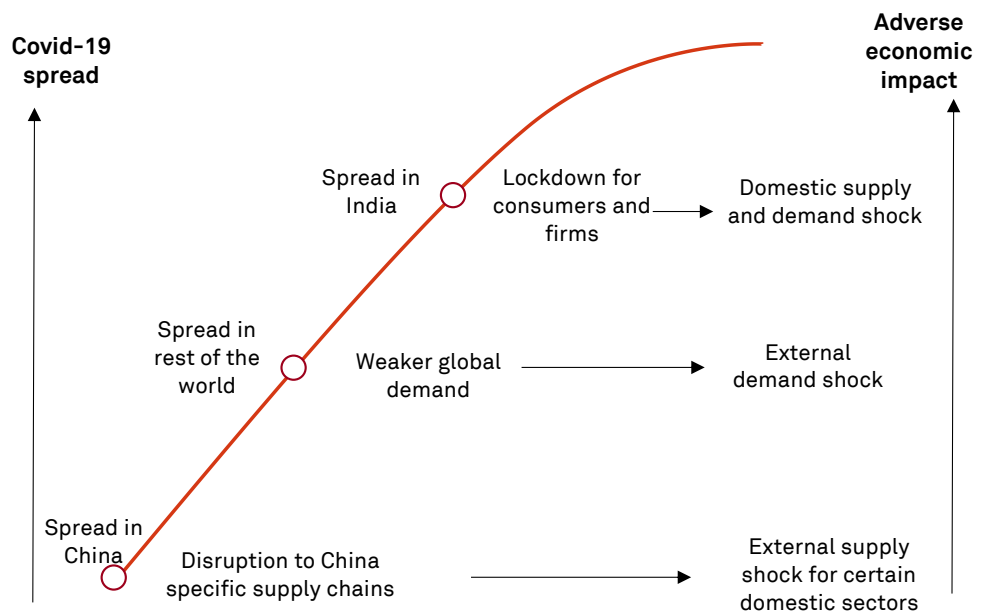 Covid-19
spread
Adverse
economic
impact
Spread in
India
Lockdown for
consumers and
firms
Domestic supply
and demand shock
Spread in
rest of the
world
Weaker global
demand
External
demand shock
Spread in
China
Disruption to China
specific supply chains
External supply
shock for certain
domestic sectors